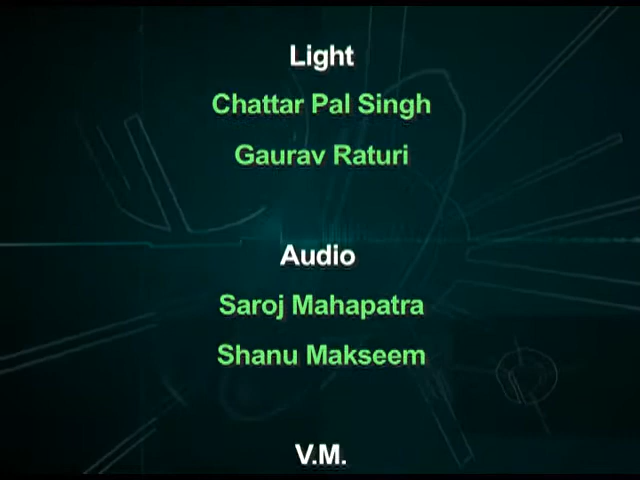 Light
Chattar Pal Singh
Gaurav Raturi
Audio
Saroj Mahapatra
Shanu Makseem
V.M.